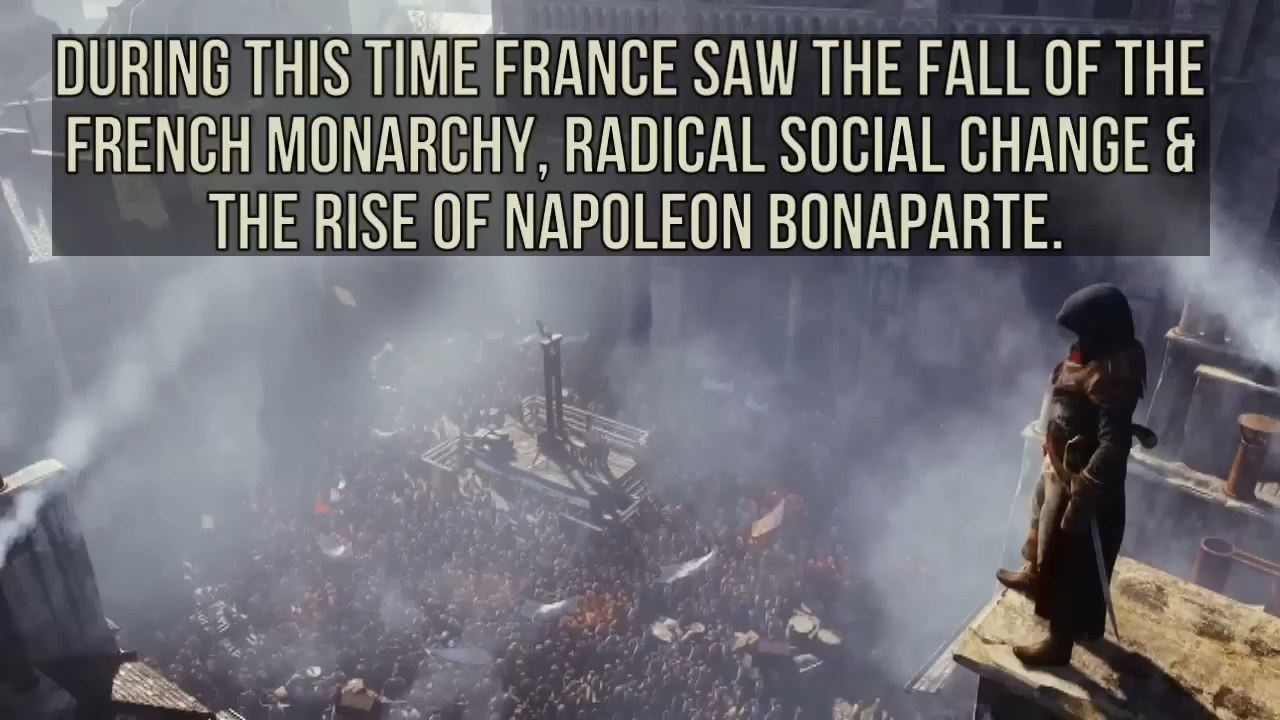 DURING THIS TIME FRANCE SAW THE FALL OF THE
FRENCH MONARCHY, RADICAL SOCIAL CHANGE &
THE RISE OF NAPOLEON BONAPARTE.